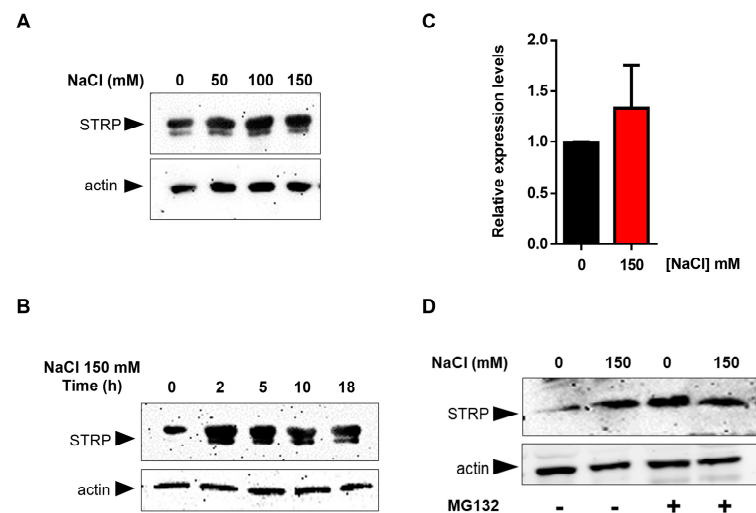 A
NaCl (mM) 0 50 100 150
STRP
actin
B
NaCl 150 mM
Time (h) 0 2 5 10 18
STRP
actin
C
Relative expression levels
2.0
1.5
1.0
0.5
0.0
0 150 [NaCl] mM
D
NaCl (mM) 0 150 0 150
STRP
actin
MG132 - - + +